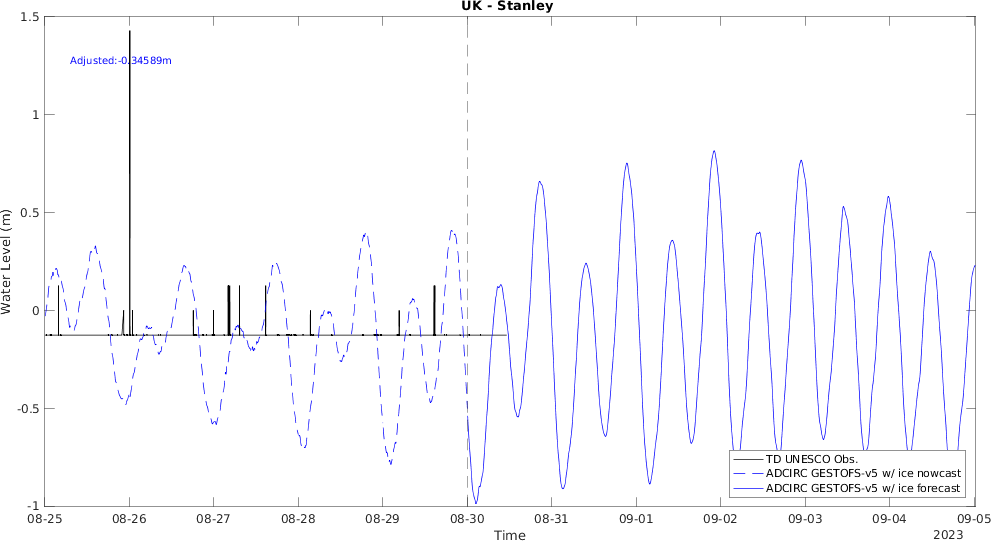 UK - Stanley
1.5
Adjusted:-0.34589m
1
0.5
Water Level (m)
0
-0.5
-1
08-25 08-26 08-27 08-28 08-29 08-30 08-31 09-01 09-02 09-03 09-04 09-05
Time
2023
TD UNESCO Obs.
ADCIRC GESTOFS-v5 w/ ice nowcast
ADCIRC GESTOFS-v5 w/ ice forecast